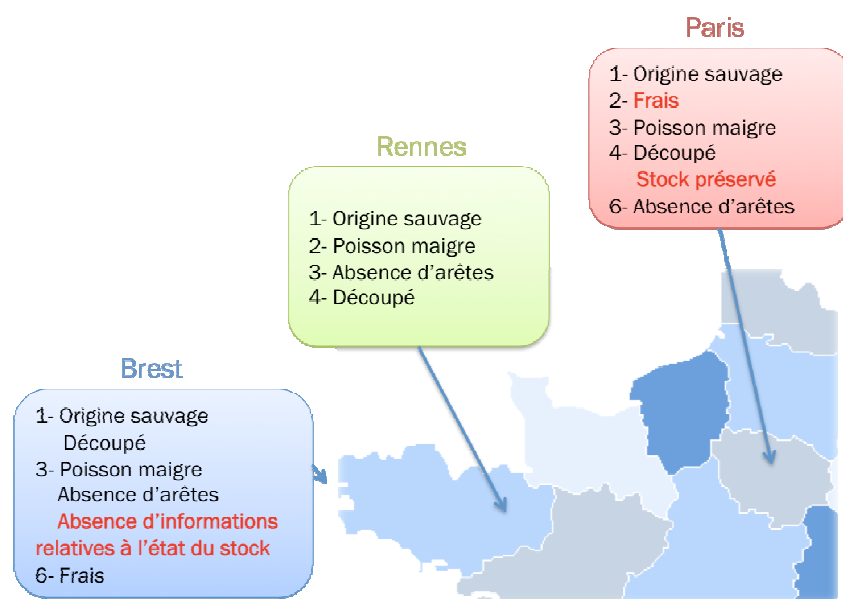 Paris
1- Origine sauvage
2- Frais
3- Poisson maigre
4- Découpé
Stock préservé
6- Absence d'arêtes
Rennes
1- Origine sauvage
2- Poisson maigre
3- Absence d'arêtes
4- Découpé
Brest
1- Origine sauvage
Découpé
3- Poisson maigre
Absence d'arêtes
Absence d'informations
relatives à l'état du stock
6- Frais